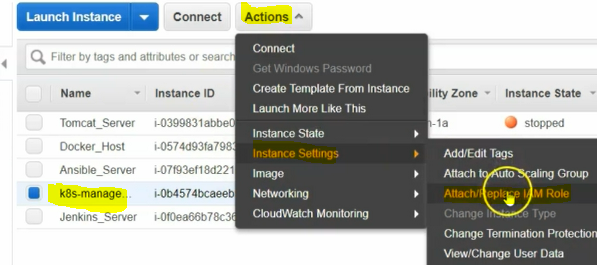 Launch Instance Connect Actions
Filter by tags and attributes or search
Name Instance ID ility Zone Instance State
Tomcat_Server i-0399831abbe0 n-1a stopped
Docker_Host i-0574d93fa798
Ansible_Server i-07f93ef18d221
k8s-manage... i-0b4574bcaeeb
Jenkins_Server i-0f0ea66b78c36
Connect
Get Windows Password
Create Template From Instance
Launch More Like This
Instance State
Instance Settings
Image
Networking
CloudWatch Monitoring
Add/Edit Tags
Attach to Auto Scaling Group
Attach/Replace IAM Role
Change Instance Type
Change Termination Protection
View/Change User Data